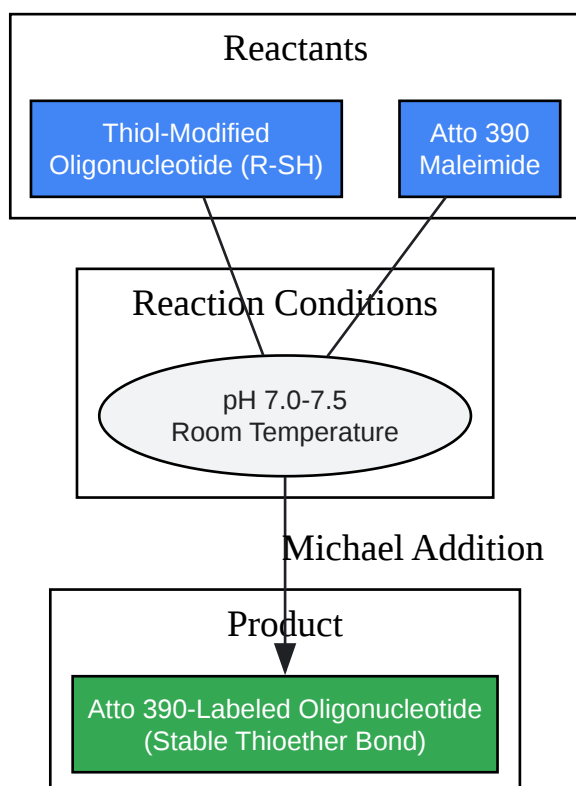 Reactants
Thiol-Modified
Oligonucleotide (R-SH)
Atto 390
Maleimide
Reaction Conditions
pH 7.0-7.5
Room Temperature
Michael Addition
Product
Atto 390-Labeled Oligonucleotide
(Stable Thioether Bond)